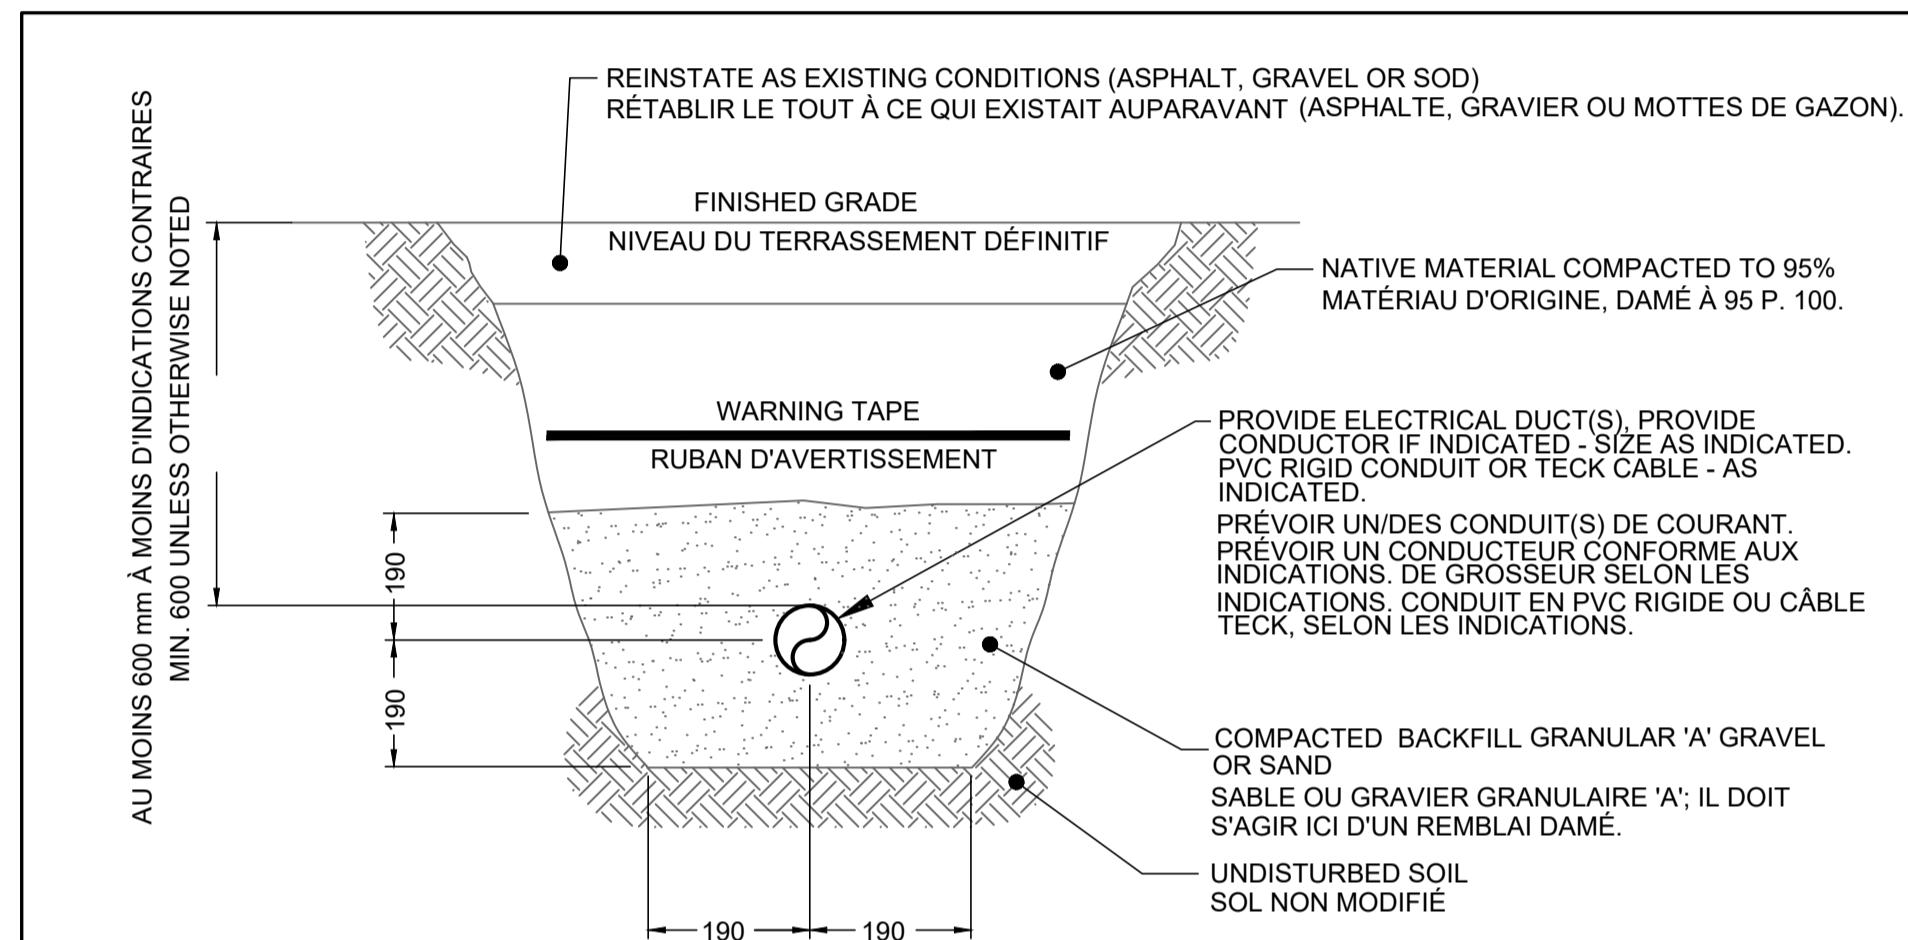 REINSTATE AS EXISTING CONDITIONS (ASPHALT, GRAVEL OR SOD)
RÉTABLIR LE TOUT À CE QUI EXISTAIT AUPARAVANT (ASPHALTE, GRAVIER OU MOTTES DE GAZON).
AU MOINS 600 mm À MOINS D'INDICATIONS CONTRAIRES
MIN. 600 UNLESS OTHERWISE NOTED
FINISHED GRADE
NIVEAU DU TERRASSEMENT DÉFINITIF
NATIVE MATERIAL COMPACTED TO 95%
MATÉRIAU D'ORIGINE, DAMÉ À 95 P. 100.
WARNING TAPE
RUBAN D'AVERTISSEMENT
PROVIDE ELECTRICAL DUCT(S), PROVIDE
CONDUCTOR IF INDICATED - SIZE AS INDICATED.
PVC RIGID CONDUIT OR TECK CABLE - AS
INDICATED.
PRÉVOIR UN/DES CONDUIT(S) DE COURANT.
PRÉVOIR UN CONDUCTEUR CONFORME AUX
INDICATIONS. DE GROSSEUR SELON LES
INDICATIONS. CONDUIT EN PVC RIGIDE OU CÂBLE
TECK, SELON LES INDICATIONS.
190
190
COMPACTED BACKFILL GRANULAR 'A' GRAVEL
OR SAND
SABLE OU GRAVIER GRANULAIRE 'A'; IL DOIT
S'AGIR ICI D'UN REMBLAI DAMÉ.
UNDISTURBED SOIL
SOL NON MODIFIÉ
190
190